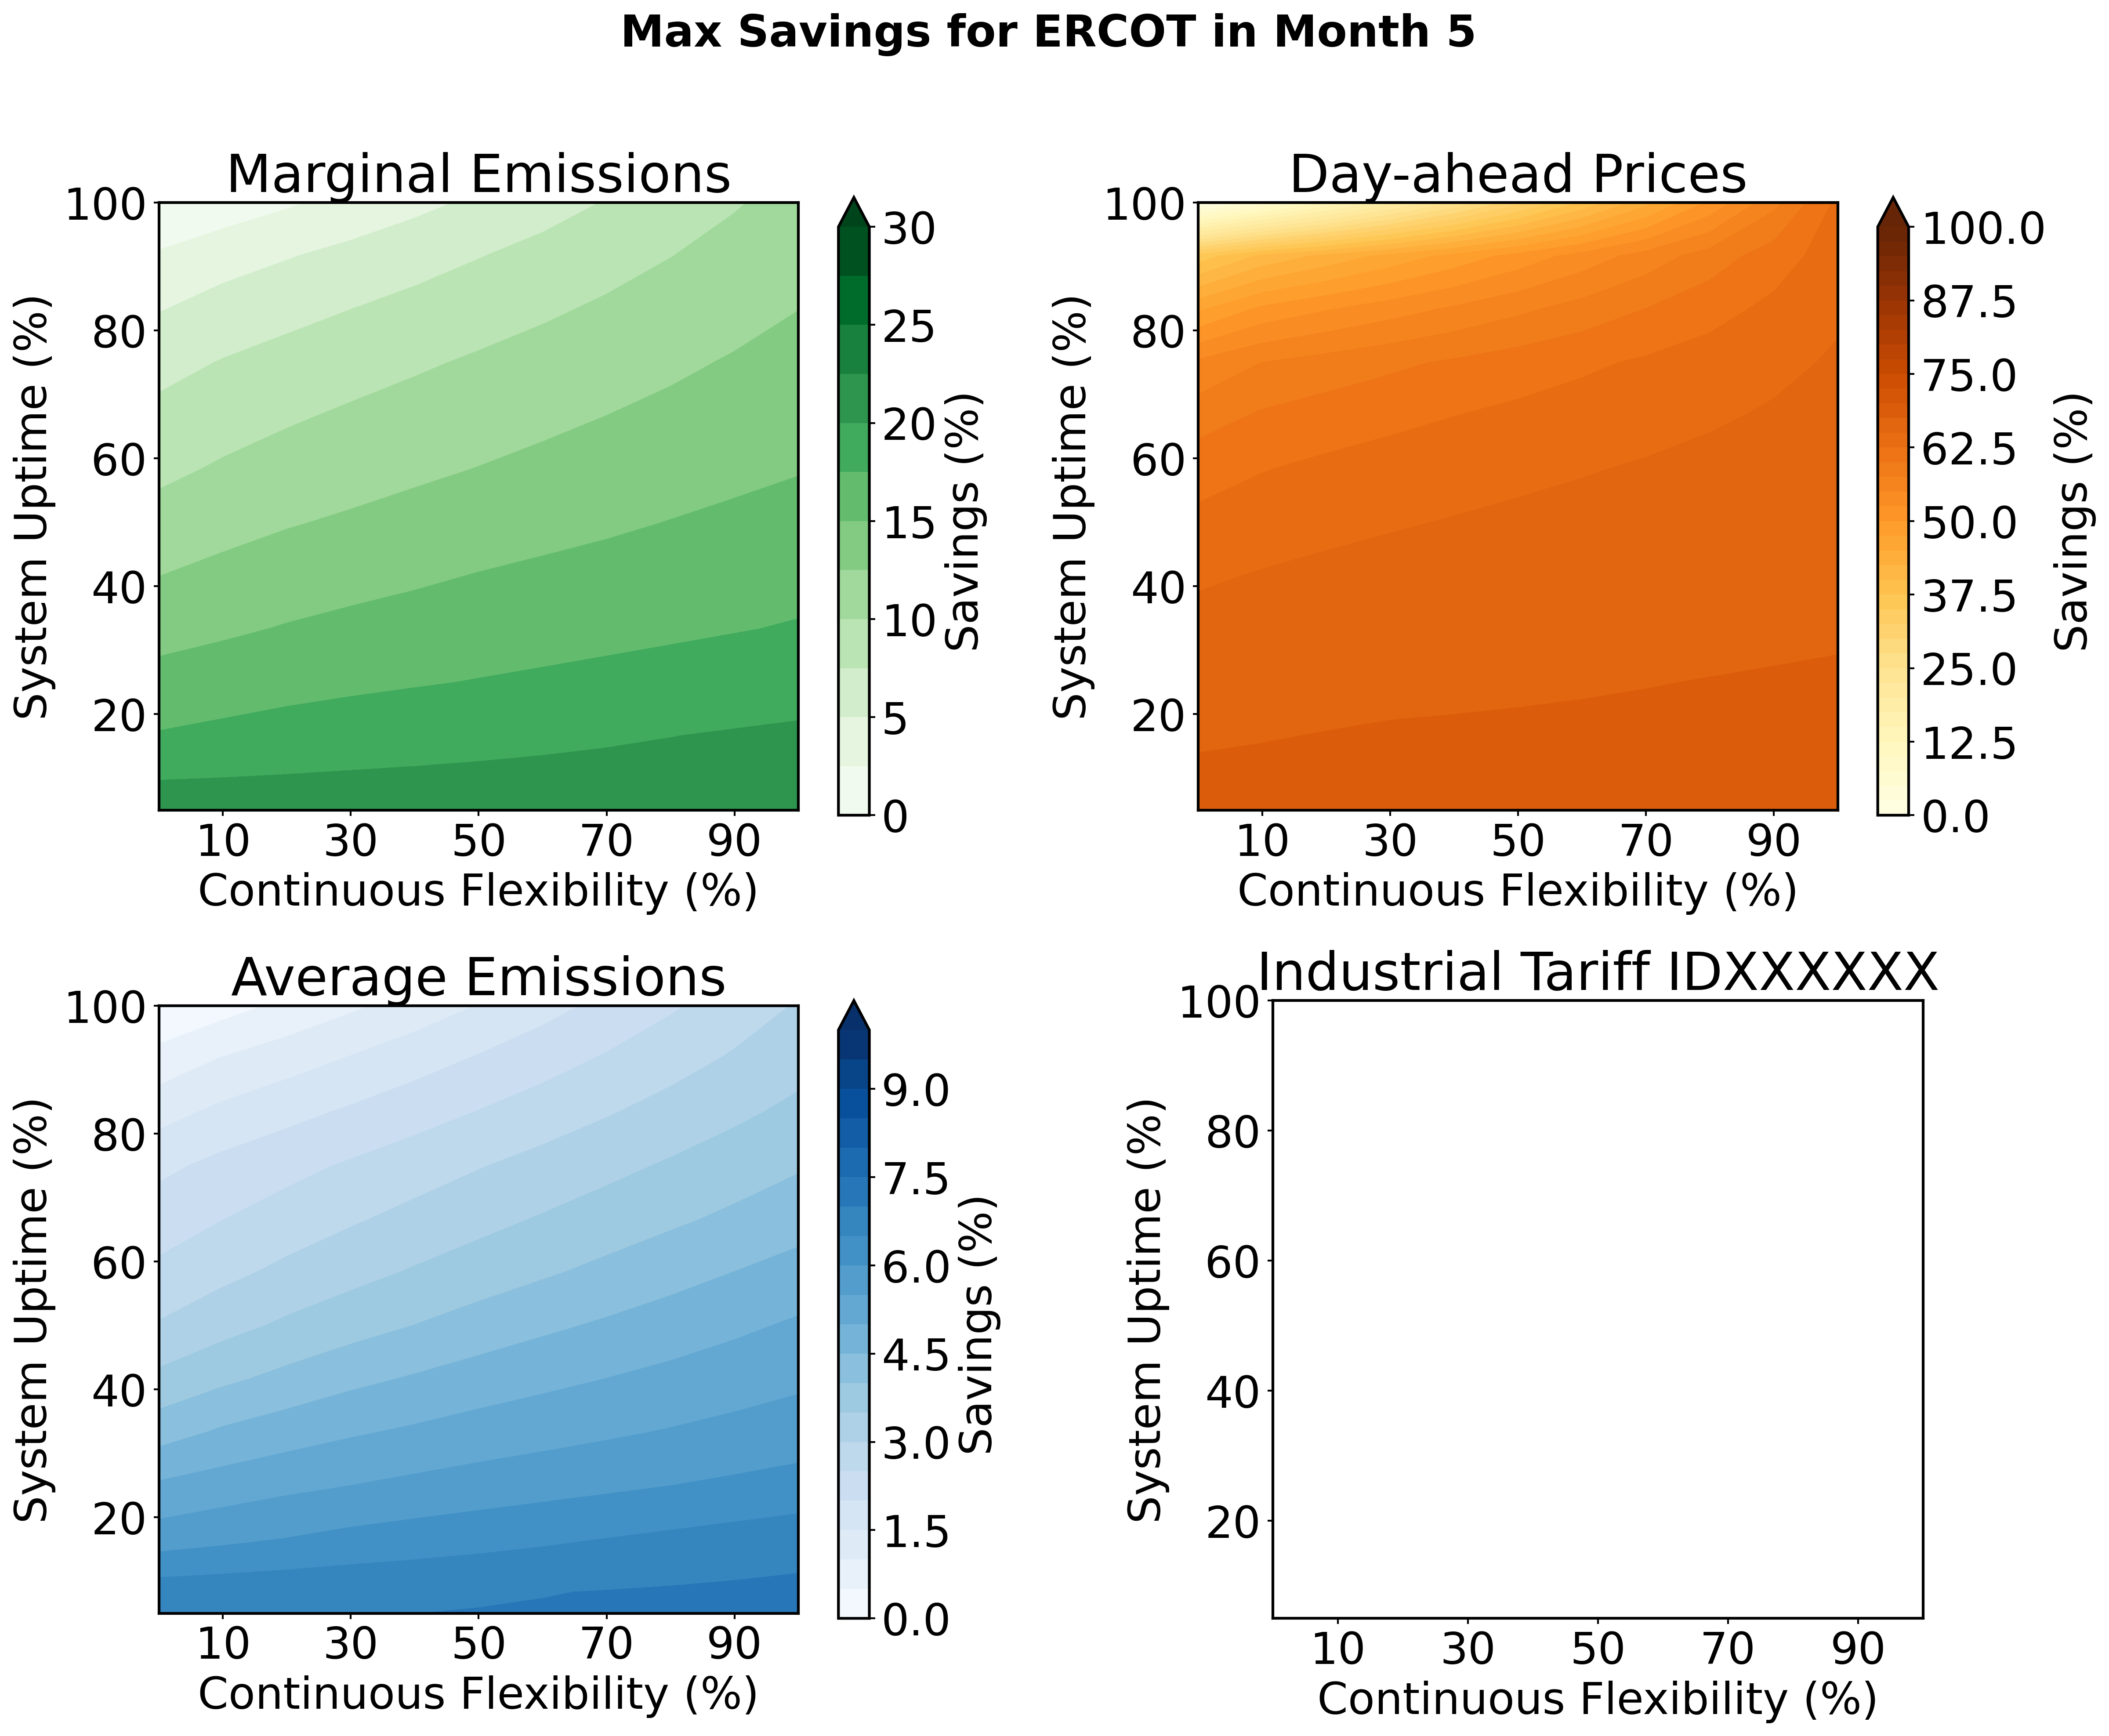 Max Savings for ERCOT in Month 5
Marginal Emissions
100
80
60
40
20
System Uptime (%)
10 30 50 70 90
Continuous Flexibility (%)
30
25
20
15
10
5
0
Savings (%)
Day-ahead Prices
100
80
60
40
20
System Uptime (%)
10 30 50 70 90
Continuous Flexibility (%)
100.0
87.5
75.0
62.5
50.0
37.5
25.0
12.5
0.0
Savings (%)
Average Emissions
100
80
60
40
20
System Uptime (%)
10 30 50 70 90
Continuous Flexibility (%)
9.0
7.5
6.0
4.5
3.0
1.5
0.0
Savings (%)
Industrial Tariff IDXXXXXX
100
80
60
40
20
System Uptime (%)
10 30 50 70 90
Continuous Flexibility (%)